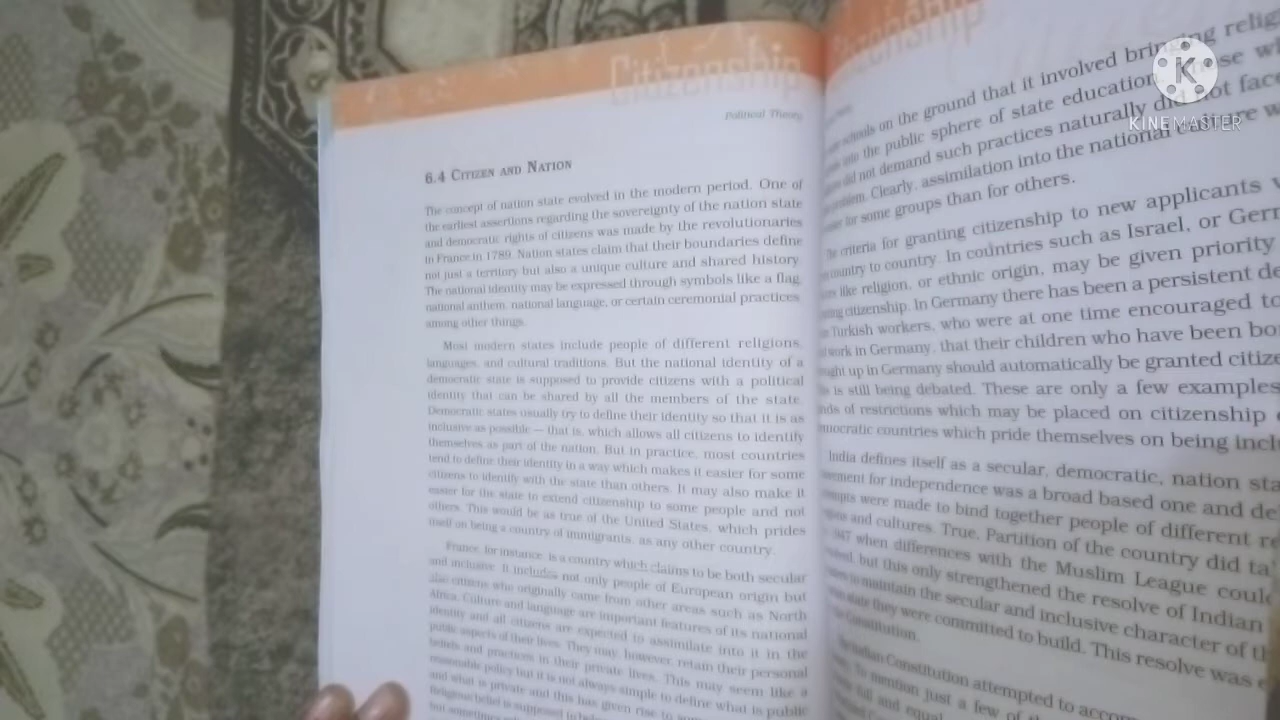 Citizenship
Political Theory
6.4 CITIZEN AND NATION
The concept of nation state evolved in the modern period. One of
the earliest assertions regarding the sovereignty of the nation state
and democratic rights of citizens was made by the revolutionaries
in France in 1789. Nation states claim that their boundaries define
not just a territory but also a unique culture and shared history.
The national identity may be expressed through symbols like a flag,
national anthem, national language, or certain ceremonial practices
among other things.
Most modern states include people of different religions,
languages, and cultural traditions. But the national identity of a
democratic state is supposed to provide citizens with a political
identity that can be shared by all the members of the state.
Democratic states usually try to define their identity so that it is as
inclusive as possible — that is, which allows all citizens to identify
themselves as part of the nation. But in practice, most countries
tend to define their identity in a way which makes it easier for some
citizens to identify with the state than others. It may also make it
easier for the state to extend citizenship to some people and not
others. This would be as true of the United States, which prides
itself on being a country of immigrants, as any other country.
France, for instance, is a country which claims to be both secular
and inclusive. It includes not only people of European origin but
also citizens who originally came from other areas such as North
Africa. Culture and language are important features of its national
identity and all citizens are expected to assimilate into it in the
public aspects of their lives. They may, however, retain their personal
beliefs and practices in their private lives. This may seem like a
reasonable policy but it is not always simple to define what is public
and what is private and this has given rise to
Religious belief is supposed to
but sometimes
Citizenship
schools on the ground that it involved bringing
into the public sphere of state education. Those
did not demand such practices naturally did not face
problem. Clearly, assimilation into the national culture
for some groups than for others.
criteria for granting citizenship to new applicants
country to country. In countries such as Israel, or
like religion, or ethnic origin, may be given priority
citizenship. In Germany there has been a persistent
Turkish workers, who were at one time encouraged to
work in Germany, that their children who have been
up in Germany should automatically be granted
is still being debated. These are only a few examples
of restrictions which may be placed on citizenship
democratic countries which pride themselves on being
India defines itself as a secular, democratic, nation
for independence was a broad based one and
were made to bind together people of different
and cultures. True, Partition of the country did
when differences with the Muslim League
but this only strengthened the resolve of Indian
to maintain the secular and inclusive character of
state they were committed to build. This resolve was
Constitution.
Indian Constitution attempted to
To mention just a few of
full and equal
KINEMASTER